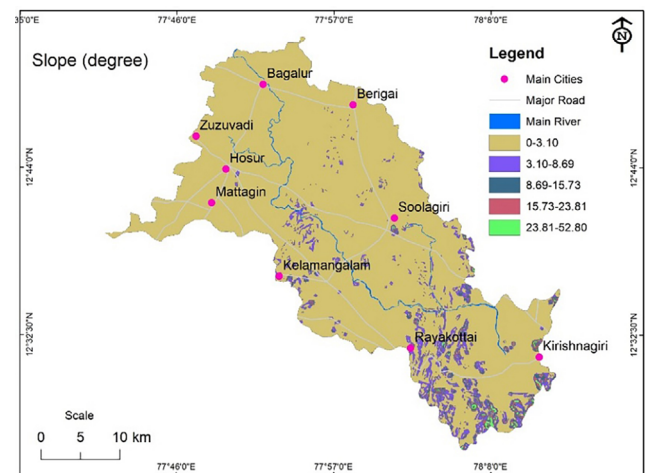 35'0"E
77°46'0"E
77°57'0"E
78°8'0"E
Slope (degree)
N
Legend
Main Cities
Major Road
Main River
0-3.10
3.10-8.69
8.69-15.73
15.73-23.81
23.81-52.80
Bagalur
Berigai
Zuzuvadi
Hosur
Mattagin
Soolagiri
Kelamangalam
Rayakottai
Kirishnagiri
12°44'0"N
12°44'0"N
12°32'30"N
12°32'30"N
Scale
0 5 10 km
77°46'0"E
77°57'0"E
78°8'0"E